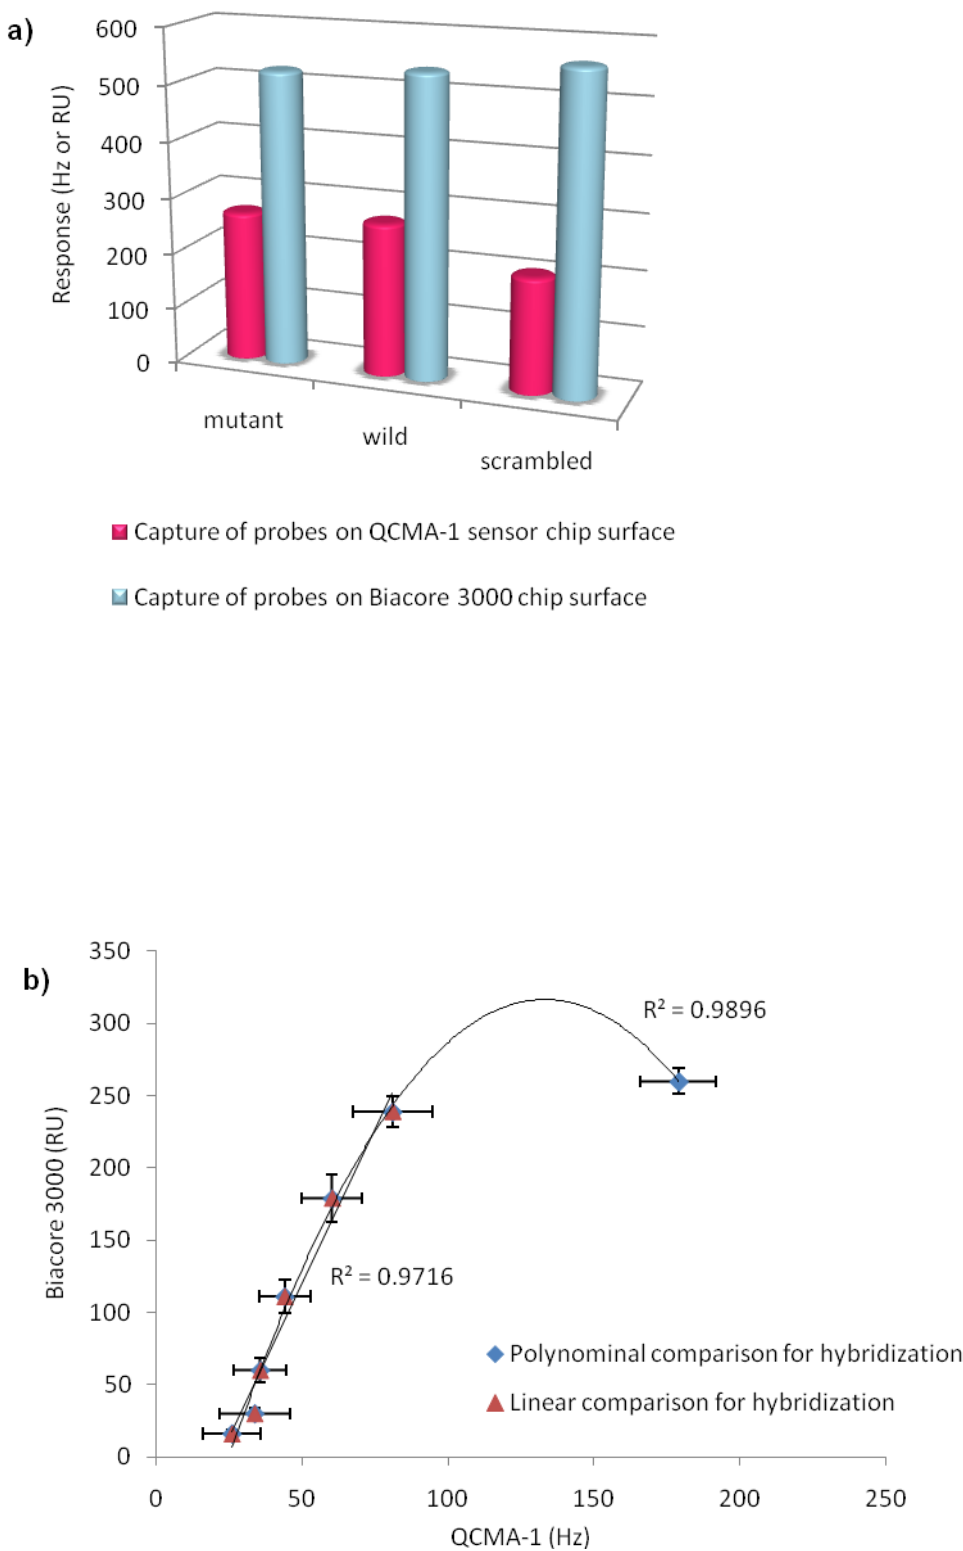 a)
600
500
400
300
200
100
0
Response (Hz or RU)
mutant
wild
scrambled
Capture of probes on QCMA-1 sensor chip surface
Capture of probes on Biacore 3000 chip surface
b)
350
300
250
200
150
100
50
0
Biacore 3000 (RU)
R² = 0.9896
R² = 0.9716
Polynominal comparison for hybridization
Linear comparison for hybridization
0 50 100 150 200 250
QCMA-1 (Hz)